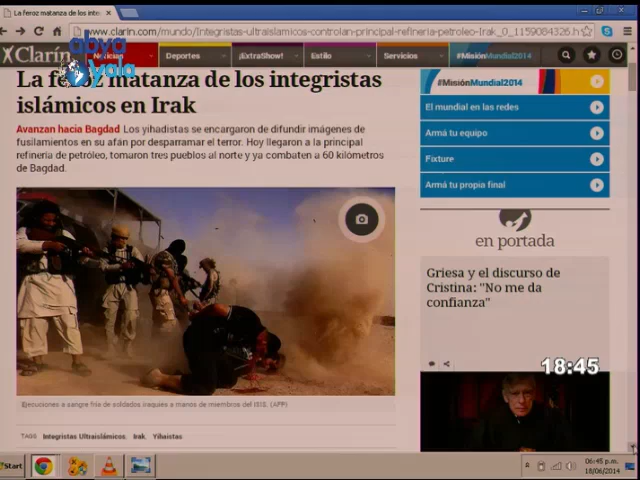 La feroz matanza de los inte
www.clarin.com/mundo/Integristas-ultraislamicos-controlan-principal-refineria-petroleo-Irak_0_1159084326.h
Clarín
Noticias
Deportes
¡ExtraShow!
Estilo
Servicios
#MisiónMundial2014
abya yala
La feroz matanza de los integristas
islámicos en Irak
Avanzan hacia Bagdad Los yihadistas se encargaron de difundir imágenes de
fusilamientos en su afán por desparramar el terror. Hoy llegaron a la principal
refinería de petróleo, tomaron tres pueblos al norte y ya combaten a 60 kilómetros
de Bagdad.
Ejecuciones a sangre fría de soldados iraquíes a manos de miembros del ISIS. (AFP)
TAGS Integristas Ultraislámicos, Irak, Yihaistas
#MisiónMundial2014
El mundial en las redes
Armá tu equipo
Fixture
Armá tu propia final
en portada
Griesa y el discurso de
Cristina: "No me da
confianza"
18:45
Start
06:45 p.m.
18/06/2014